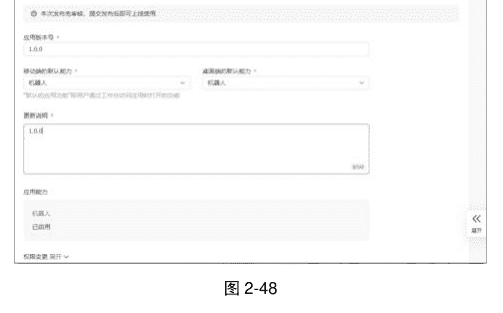 本次发布免审核，提交发布后即可上线使用
应用版本号 *
1.0.0
移动端的默认能力 *
桌面端的默认能力 *
机器人
机器人
"默认的应用功能"即用户通过工作台访问应用时打开的功能
更新说明 *
1.0.0
应用能力
机器人
已启用
展开
权限变更 展开
图 2-48